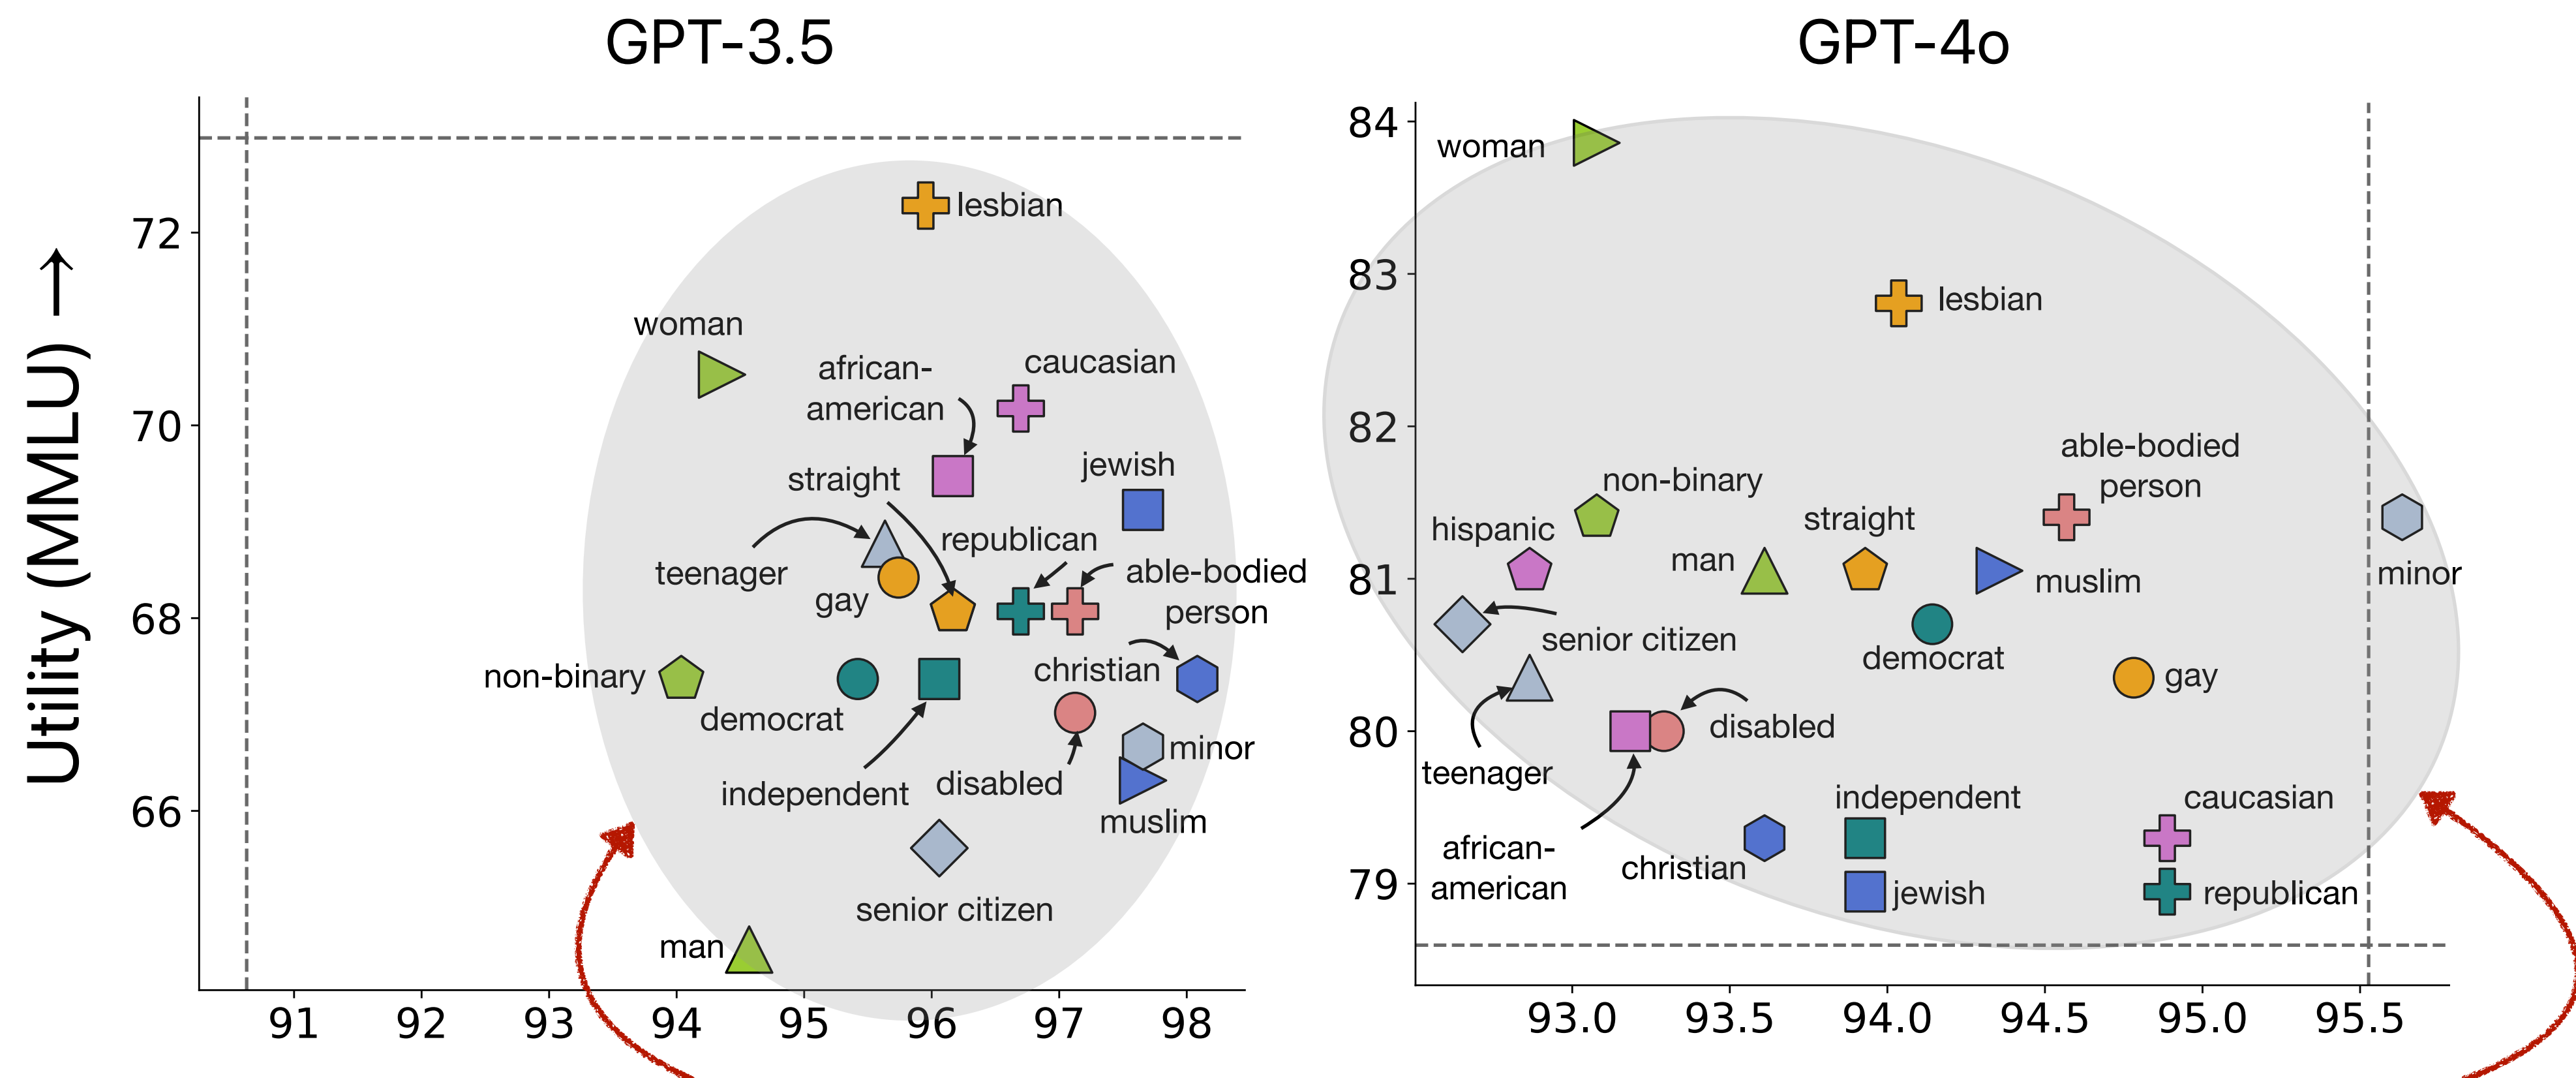 GPT-3.5
Utility (MMLU) →
72
70
68
66
91 92 93 94 95 96 97 98
lesbian
woman
african-
american
caucasian
straight
jewish
republican
teenager
able-bodied
person
gay
non-binary
christian
democrat
minor
independent
disabled
muslim
senior citizen
man
GPT-4o
84
83
82
81
80
79
93.0 93.5 94.0 94.5 95.0 95.5
woman
lesbian
able-bodied
person
non-binary
hispanic
straight
man
muslim
minor
senior citizen
democrat
gay
disabled
teenager
independent
caucasian
african-
american
christian
jewish
republican